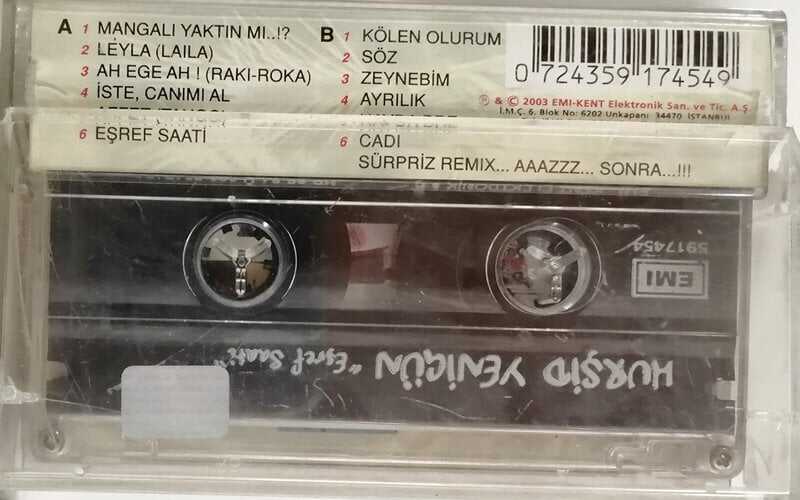 A 1 MANGALI YAKTIN MI..!?
2 LEYLA (LAILA)
3 AH EGE AH ! (RAKI-ROKA)
4 İSTE, CANIMI AL
6 EŞREF SAATİ
B 1 KÖLEN OLURUM
2 SÖZ
3 ZEYNEBİM
4 AYRILIK
6 CADI
SÜRPRİZ REMIX... AAAZZZ... SONRA...!!!
0 724359 174549
℗ & © 2003 EMI-KENT Elektronik San. ve Tic. A.Ş.
İ.M.Ç. 6. Blok No: 6202 Unkapanı 34470 İSTANBUL
5917454
EMI
HURŞİD YENİGÜN "Eşref Saati"